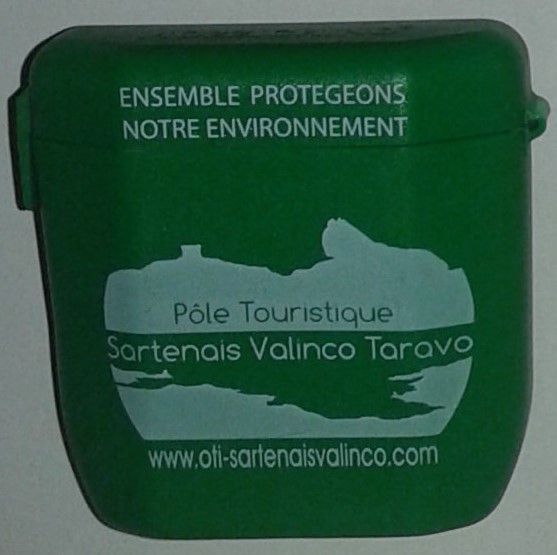 ENSEMBLE PROTEGEONS
NOTRE ENVIRONNEMENT
Pôle Touristique
Sartenais Valinco Taravo
www.oti-sartenaisvalinco.com